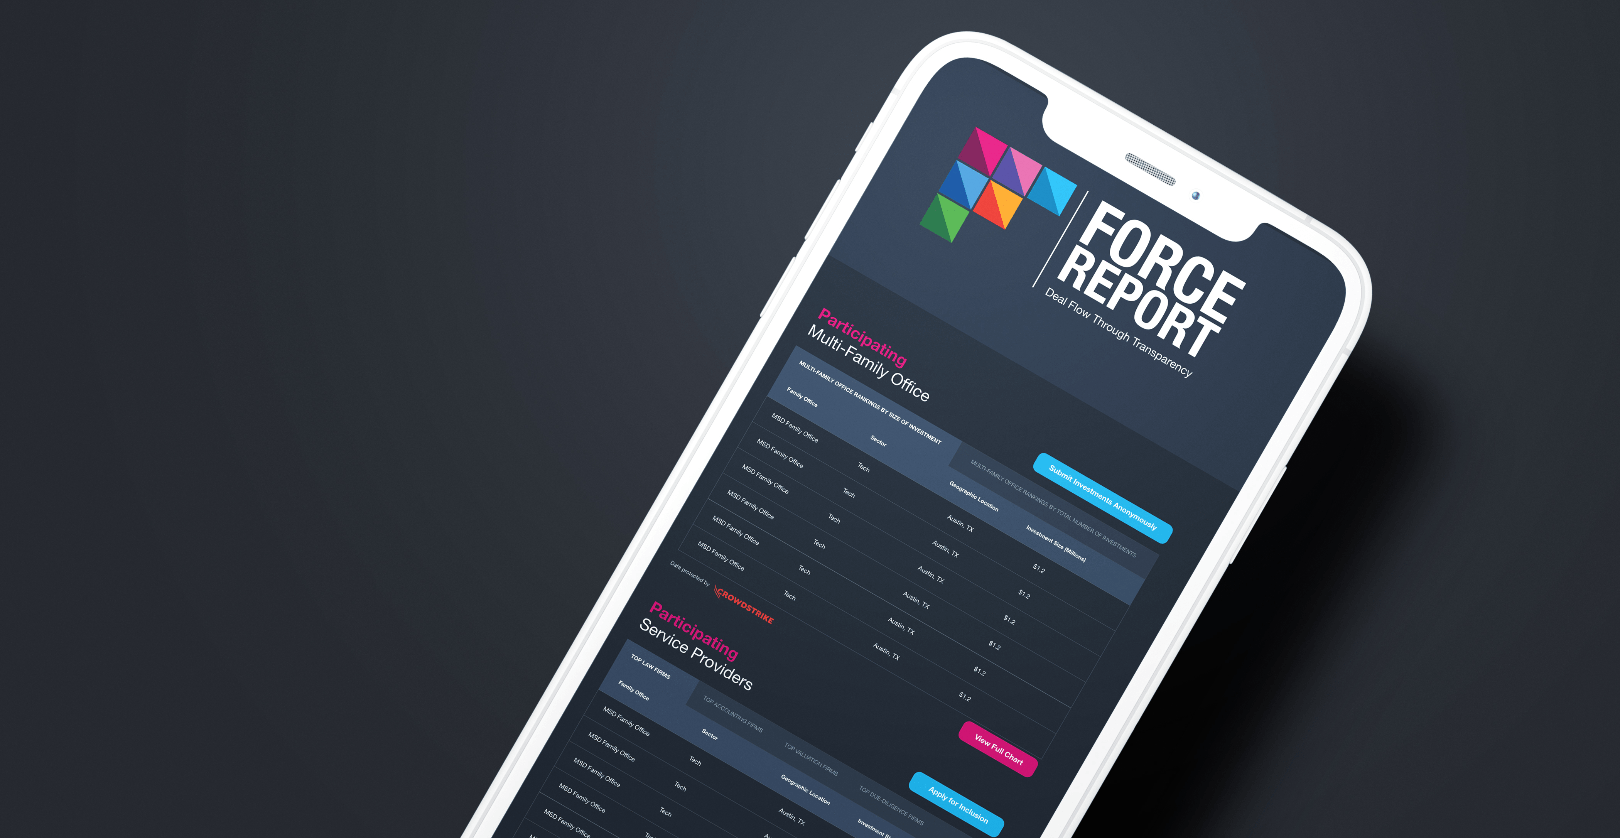 FORCE
REPORT
Deal Flow Through Transparency
Participating
Multi-Family Office
Submit Investments Anonymously
MULTI-FAMILY OFFICE RANKINGS BY SIZE OF INVESTMENT
MULTI-FAMILY OFFICE RANKINGS BY TOTAL NUMBER OF INVESTMENTS
Family Office Sector Geographic Location Investment Size (Millions)
MSD Family Office Tech Austin, TX $1.2
MSD Family Office Tech Austin, TX $1.2
MSD Family Office Tech Austin, TX $1.2
MSD Family Office Tech Austin, TX $1.2
MSD Family Office Tech Austin, TX $1.2
MSD Family Office Tech Austin, TX $1.2
Data protected by CROWDSTRIKE
View Full Chart
Participating
Service Providers
Apply for Inclusion
TOP LAW FIRMS TOP ACCOUNTING FIRMS TOP VALUATION FIRMS TOP DUE-DILIGENCE FIRMS
Family Office Sector Geographic Location Investment
MSD Family Office Tech Austin, TX
MSD Family Office Tech
MSD Family Office Tech
MSD Family Office
MSD Family Office